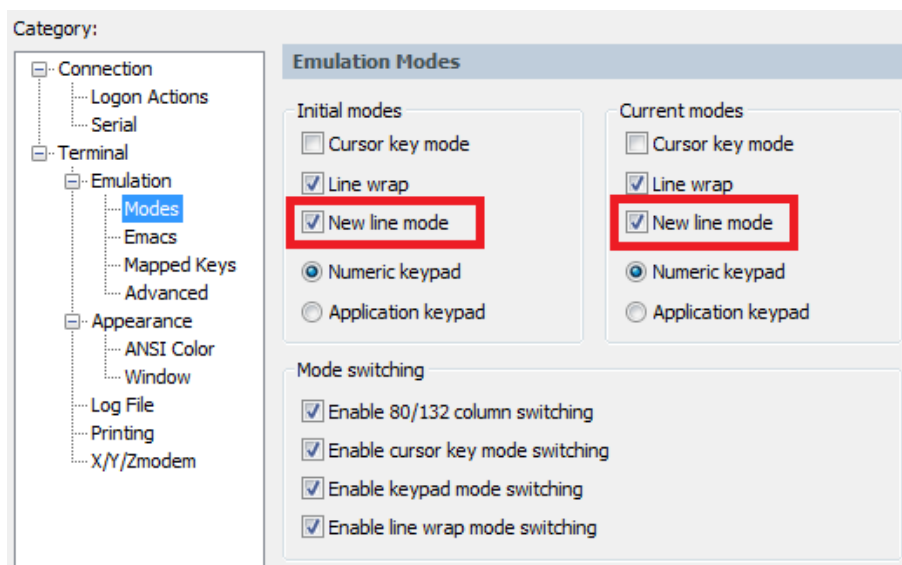 Category:
Connection
Logon Actions
Serial
Terminal
Emulation
Modes
Emacs
Mapped Keys
Advanced
Appearance
ANSI Color
Window
Log File
Printing
X/Y/Zmodem
Emulation Modes
Initial modes
Cursor key mode
Line wrap
New line mode
Numeric keypad
Application keypad
Current modes
Cursor key mode
Line wrap
New line mode
Numeric keypad
Application keypad
Mode switching
Enable 80/132 column switching
Enable cursor key mode switching
Enable keypad mode switching
Enable line wrap mode switching